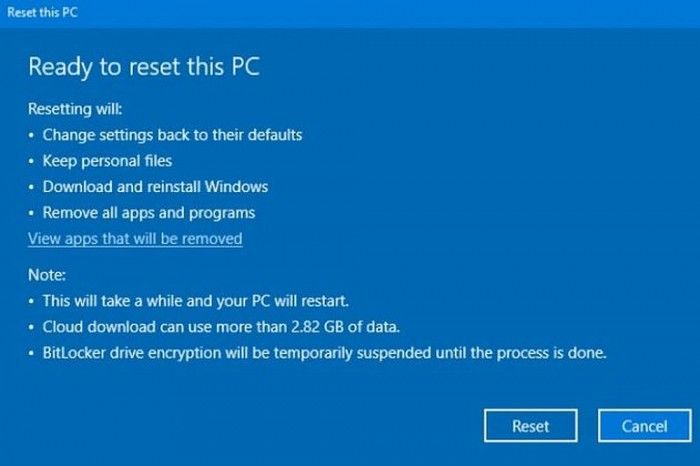 Reset this PC
Ready to reset this PC
Resetting will:
• Change settings back to their defaults
• Keep personal files
• Download and reinstall Windows
• Remove all apps and programs
View apps that will be removed
Note:
• This will take a while and your PC will restart.
• Cloud download can use more than 2.82 GB of data.
• BitLocker drive encryption will be temporarily suspended until the process is done.
Reset
Cancel